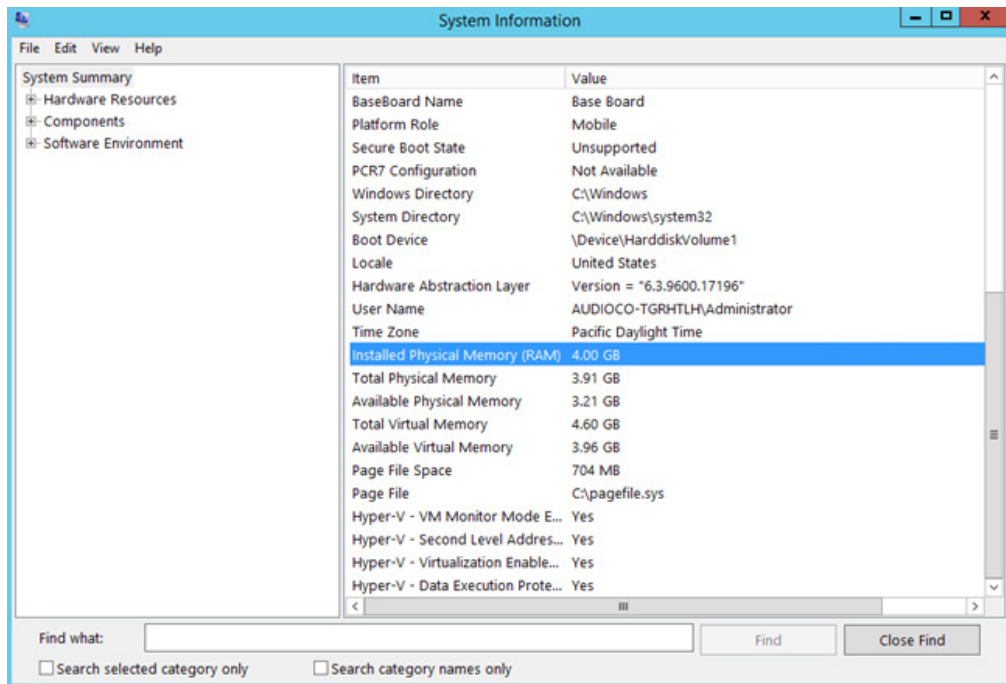 System Information
File Edit View Help
System Summary
Hardware Resources
Components
Software Environment
Item Value
BaseBoard Name Base Board
Platform Role Mobile
Secure Boot State Unsupported
PCR7 Configuration Not Available
Windows Directory C:\Windows
System Directory C:\Windows\system32
Boot Device \Device\HarddiskVolume1
Locale United States
Hardware Abstraction Layer Version = "6.3.9600.17196"
User Name AUDIOCO-TGRHTLH\Administrator
Time Zone Pacific Daylight Time
Installed Physical Memory (RAM) 4.00 GB
Total Physical Memory 3.91 GB
Available Physical Memory 3.21 GB
Total Virtual Memory 4.60 GB
Available Virtual Memory 3.96 GB
Page File Space 704 MB
Page File C:\pagefile.sys
Hyper-V - VM Monitor Mode E... Yes
Hyper-V - Second Level Addres... Yes
Hyper-V - Virtualization Enable... Yes
Hyper-V - Data Execution Prote... Yes
Find what: Find Close Find
Search selected category only Search category names only